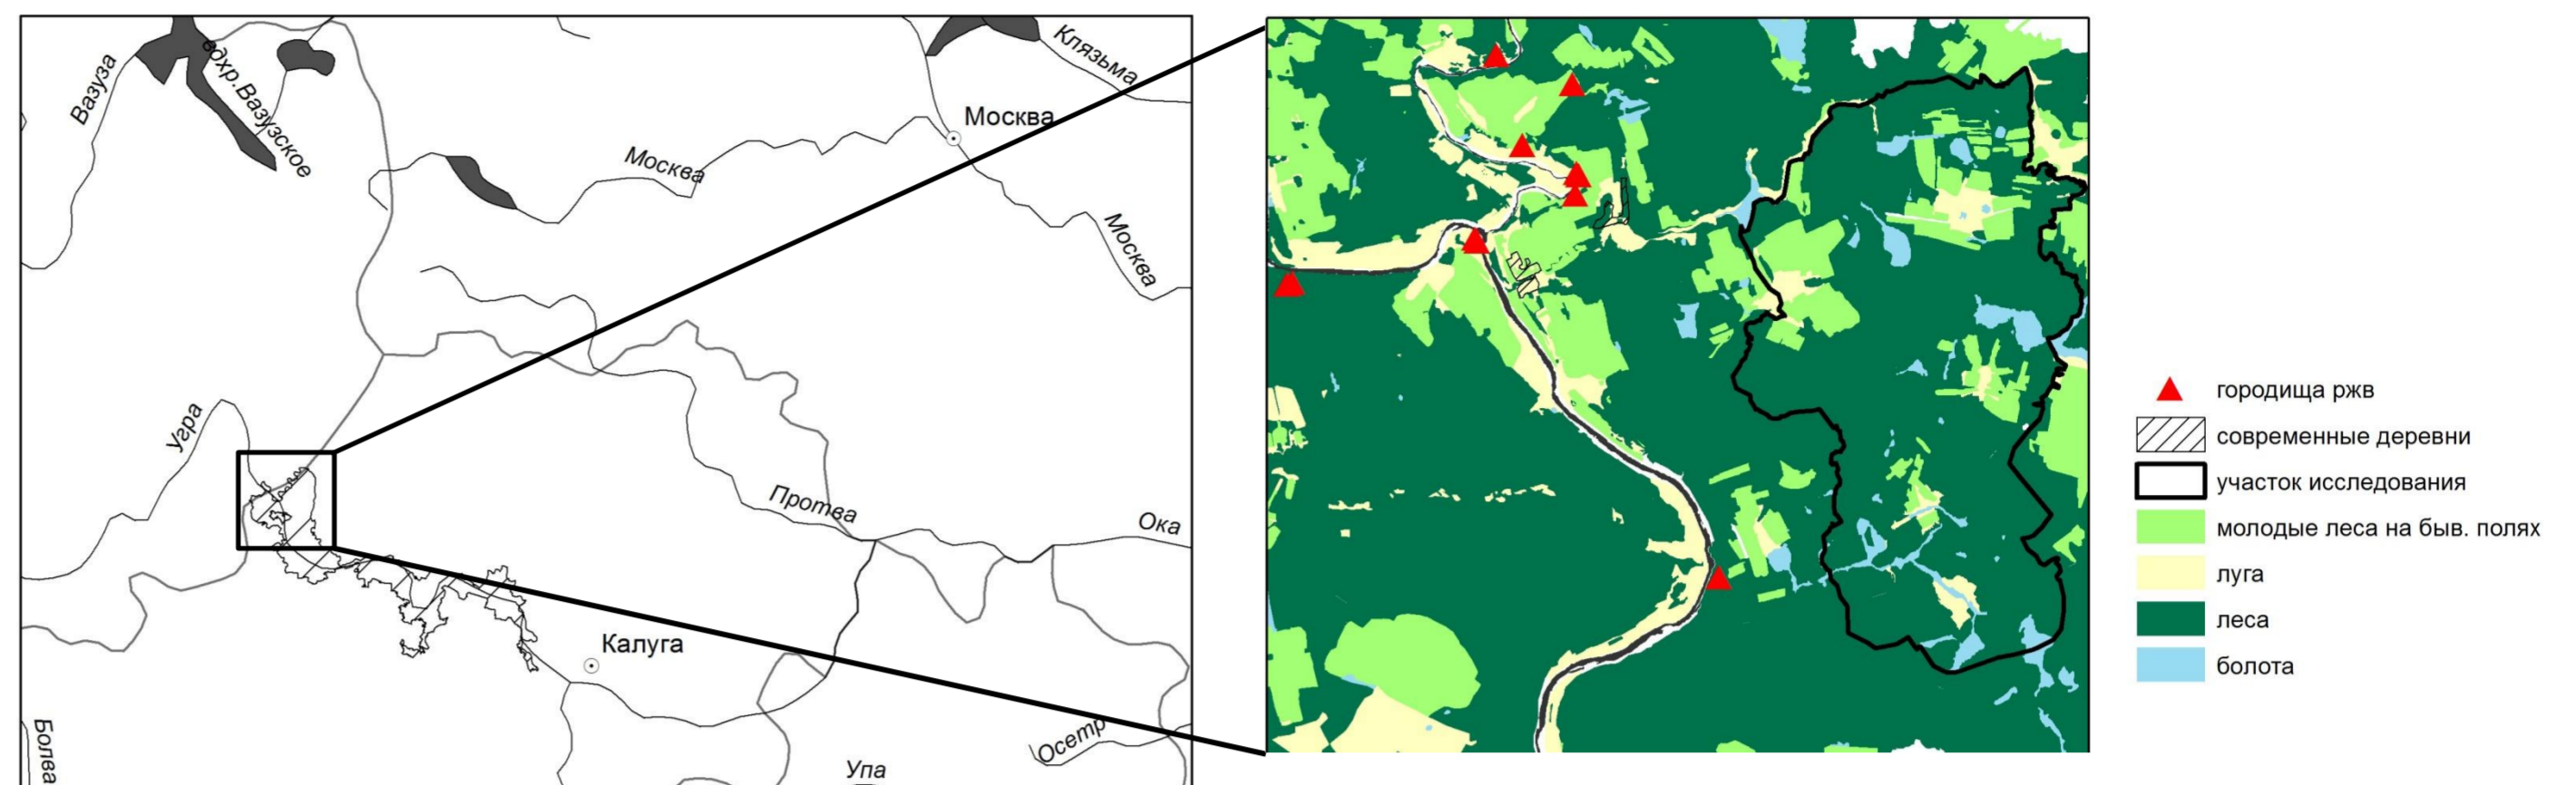 Вазуза
вдхр.Вазузское
Клязьма
Москва
Москва
Москва
Угра
Протва
Ока
Калуга
Болва
Упа
Осетр
городища ржв
современные деревни
участок исследования
молодые леса на быв. полях
луга
леса
болота